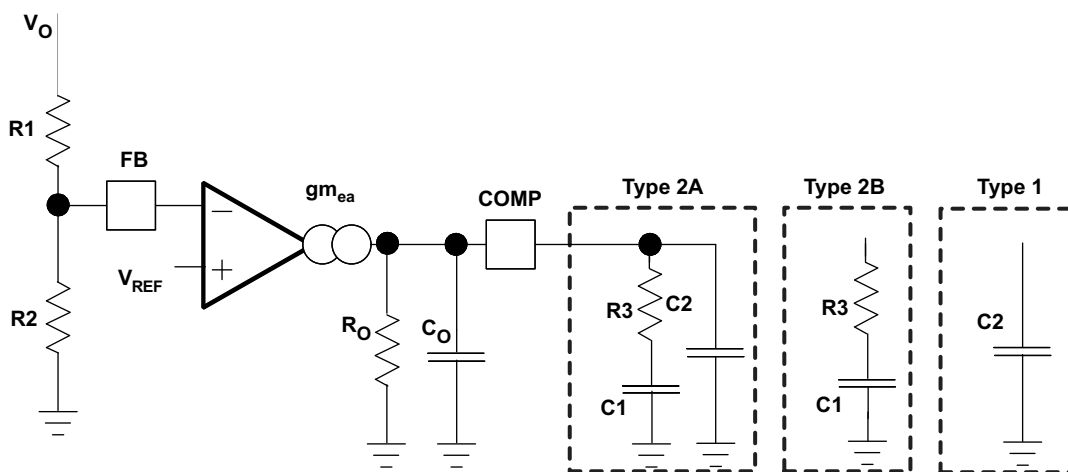 VO
R1
FB
gmea
COMP
Type 2A
Type 2B
Type 1
VREF
R2
RO
CO
R3
C2
C1
R3
C1
C2